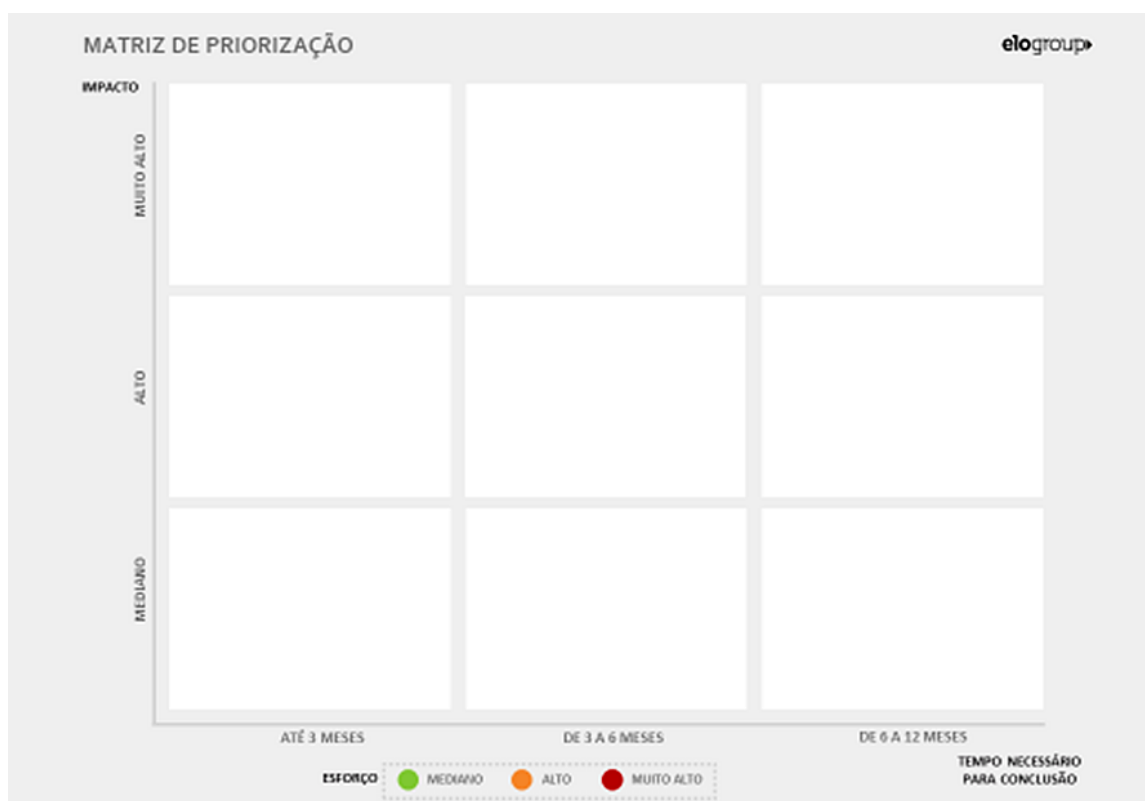 MATRIZ DE PRIORIZAÇÃO
elogroup
IMPACTO
MUITO ALTO
ALTO
MEDIANO
ATÉ 3 MESES
DE 3 A 6 MESES
DE 6 A 12 MESES
TEMPO NECESSÁRIO
PARA CONCLUSÃO
ESFORÇO
MEDIANO
ALTO
MUITO ALTO